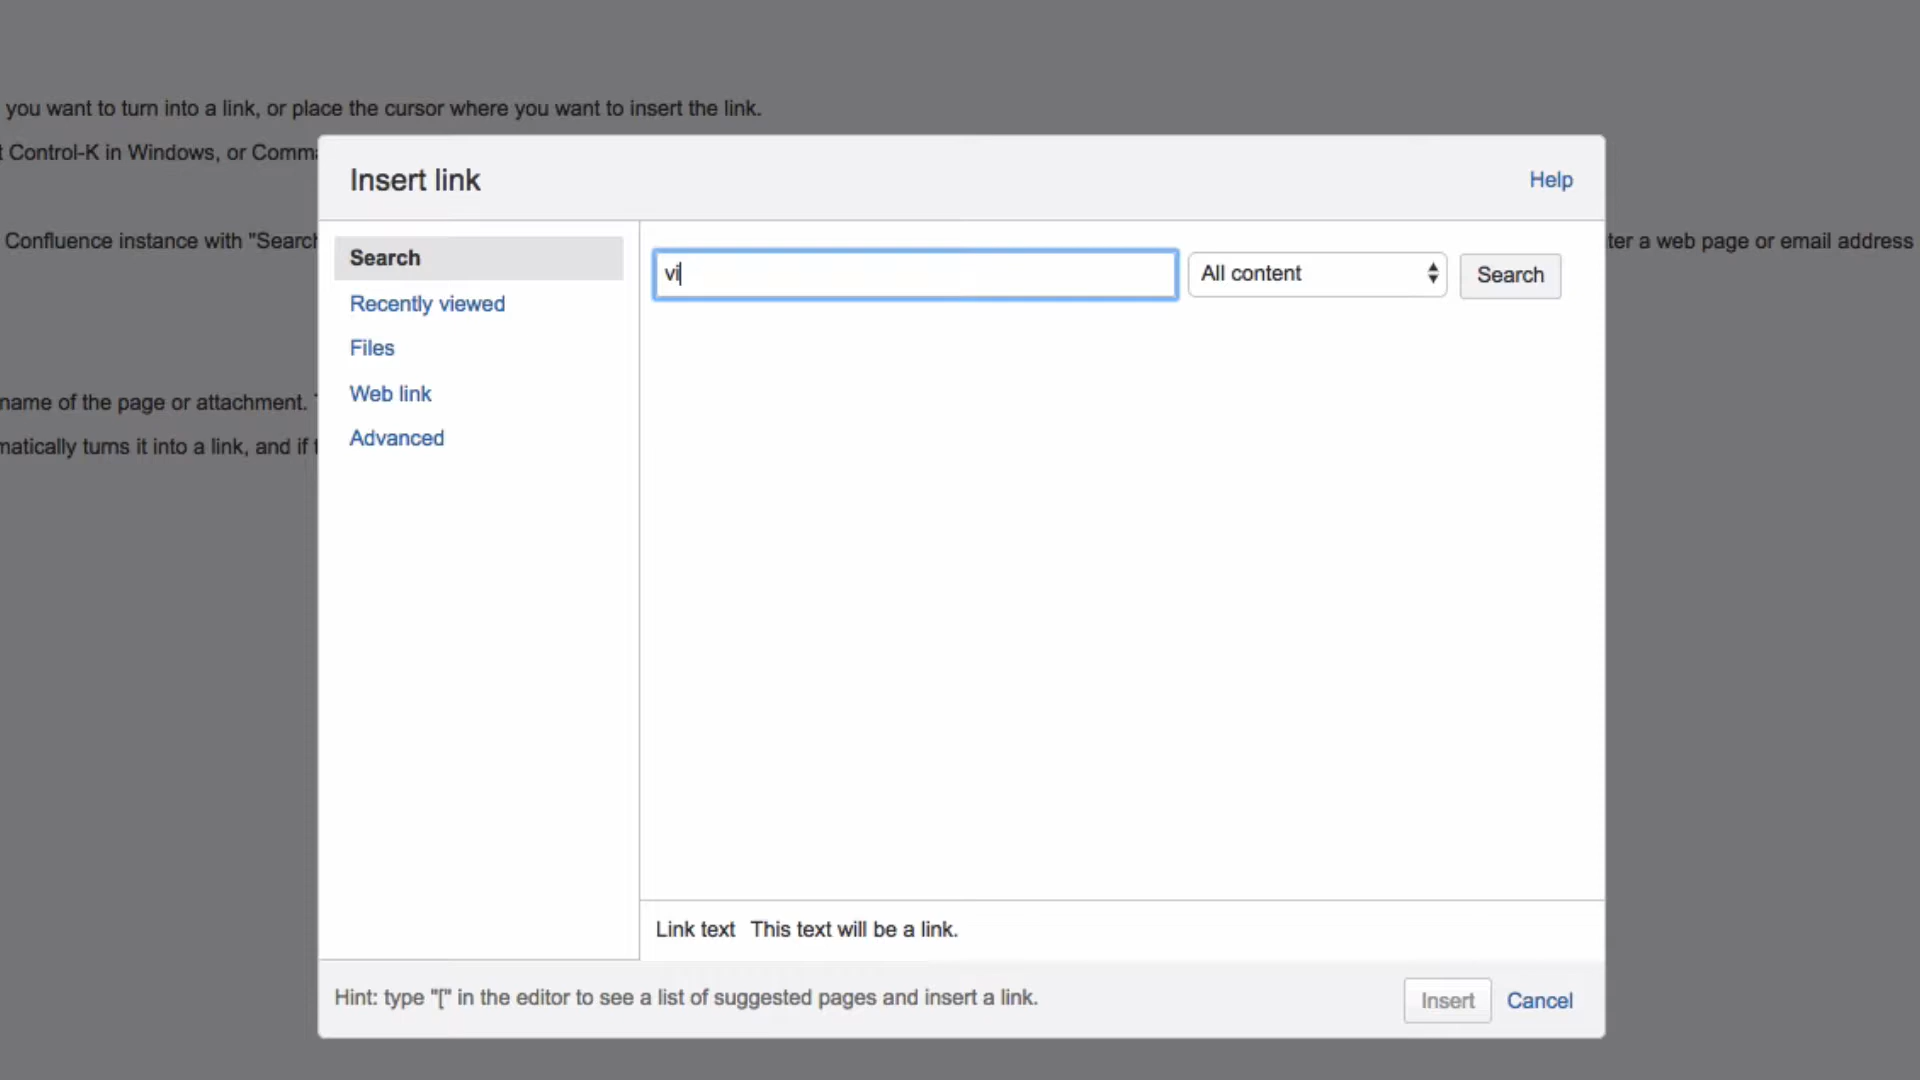 you want to turn into a link, or place the cursor where you want to insert the link.
Control-K in Windows, or Comm
Insert link
Help
Confluence instance with "Search
ter a web page or email address
Search
vi
All content
Search
Recently viewed
Files
Web link
name of the page or attachment.
Advanced
matically turns it into a link, and if t
Link text This text will be a link.
Hint: type "[" in the editor to see a list of suggested pages and insert a link.
Insert
Cancel